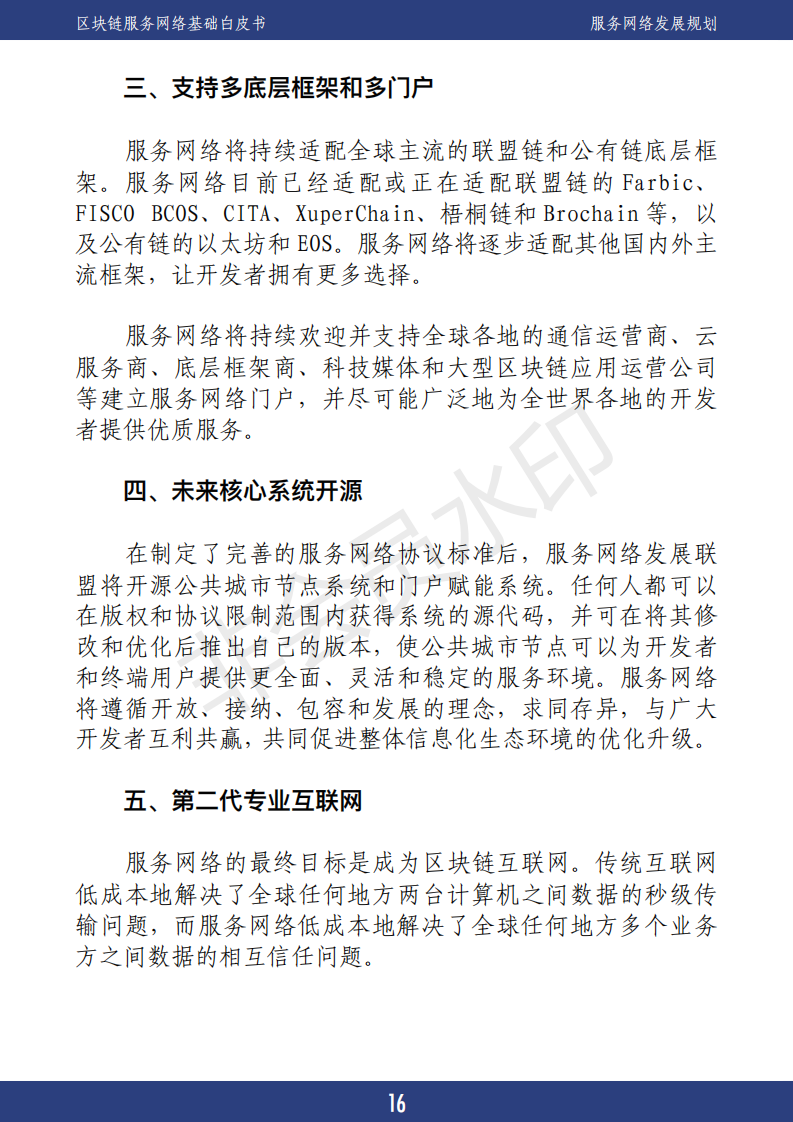 区块链服务网络基础白皮书
服务网络发展规划
三、支持多底层框架和多门户
服务网络将持续适配全球主流的联盟链和公有链底层框
架。服务网络目前已经适配或正在适配联盟链的 Farbic、
FISCO BCOS、CITA、XuperChain、梧桐链和 Brochain 等，以
及公有链的以太坊和 EOS。服务网络将逐步适配其他国内外主
流框架，让开发者拥有更多选择。
服务网络将持续欢迎并支持全球各地的通信运营商、云
服务商、底层框架商、科技媒体和大型区块链应用运营公司
等建立服务网络门户，并尽可能广泛地为全世界各地的开发
者提供优质服务。
四、未来核心系统开源
在制定了完善的服务网络协议标准后，服务网络发展联
盟将开源公共城市节点系统和门户赋能系统。任何人都可以
在版权和协议限制范围内获得系统的源代码，并可在将其修
改和优化后推出自己的版本，使公共城市节点可以为开发者
和终端用户提供更全面、灵活和稳定的服务环境。服务网络
将遵循开放、接纳、包容和发展的理念，求同存异，与广大
开发者互利共赢，共同促进整体信息化生态环境的优化升级。
五、第二代专业互联网
服务网络的最终目标是成为区块链互联网。传统互联网
低成本地解决了全球任何地方两台计算机之间数据的秒级传
输问题，而服务网络低成本地解决了全球任何地方多个业务
方之间数据的相互信任问题。
非会员水印
16